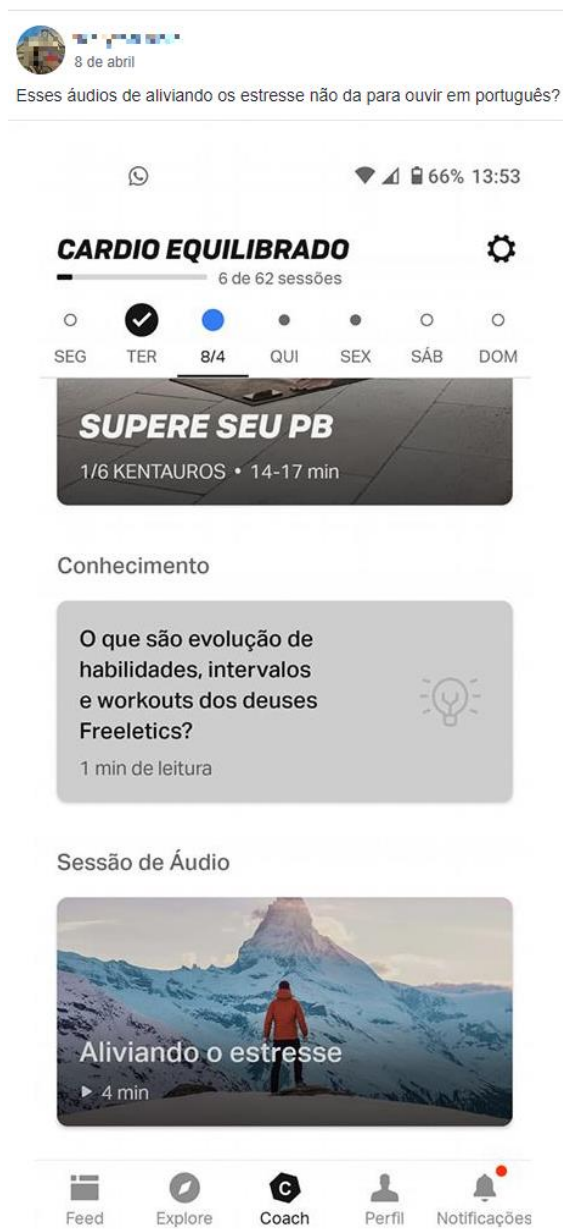 8 de abril
Esses áudios de aliviando os estresse não da para ouvir em português?
66% 13:53
CARDIO EQUILIBRADO
6 de 62 sessões
SEG TER 8/4 QUI SEX SÁB DOM
SUPERE SEU PB
1/6 KENTAUROS • 14-17 min
Conhecimento
O que são evolução de
habilidades, intervalos
e workouts dos deuses
Freeletics?
1 min de leitura
Sessão de Áudio
Aliviando o estresse
4 min
C
Feed Explore Coach Perfil Notificações